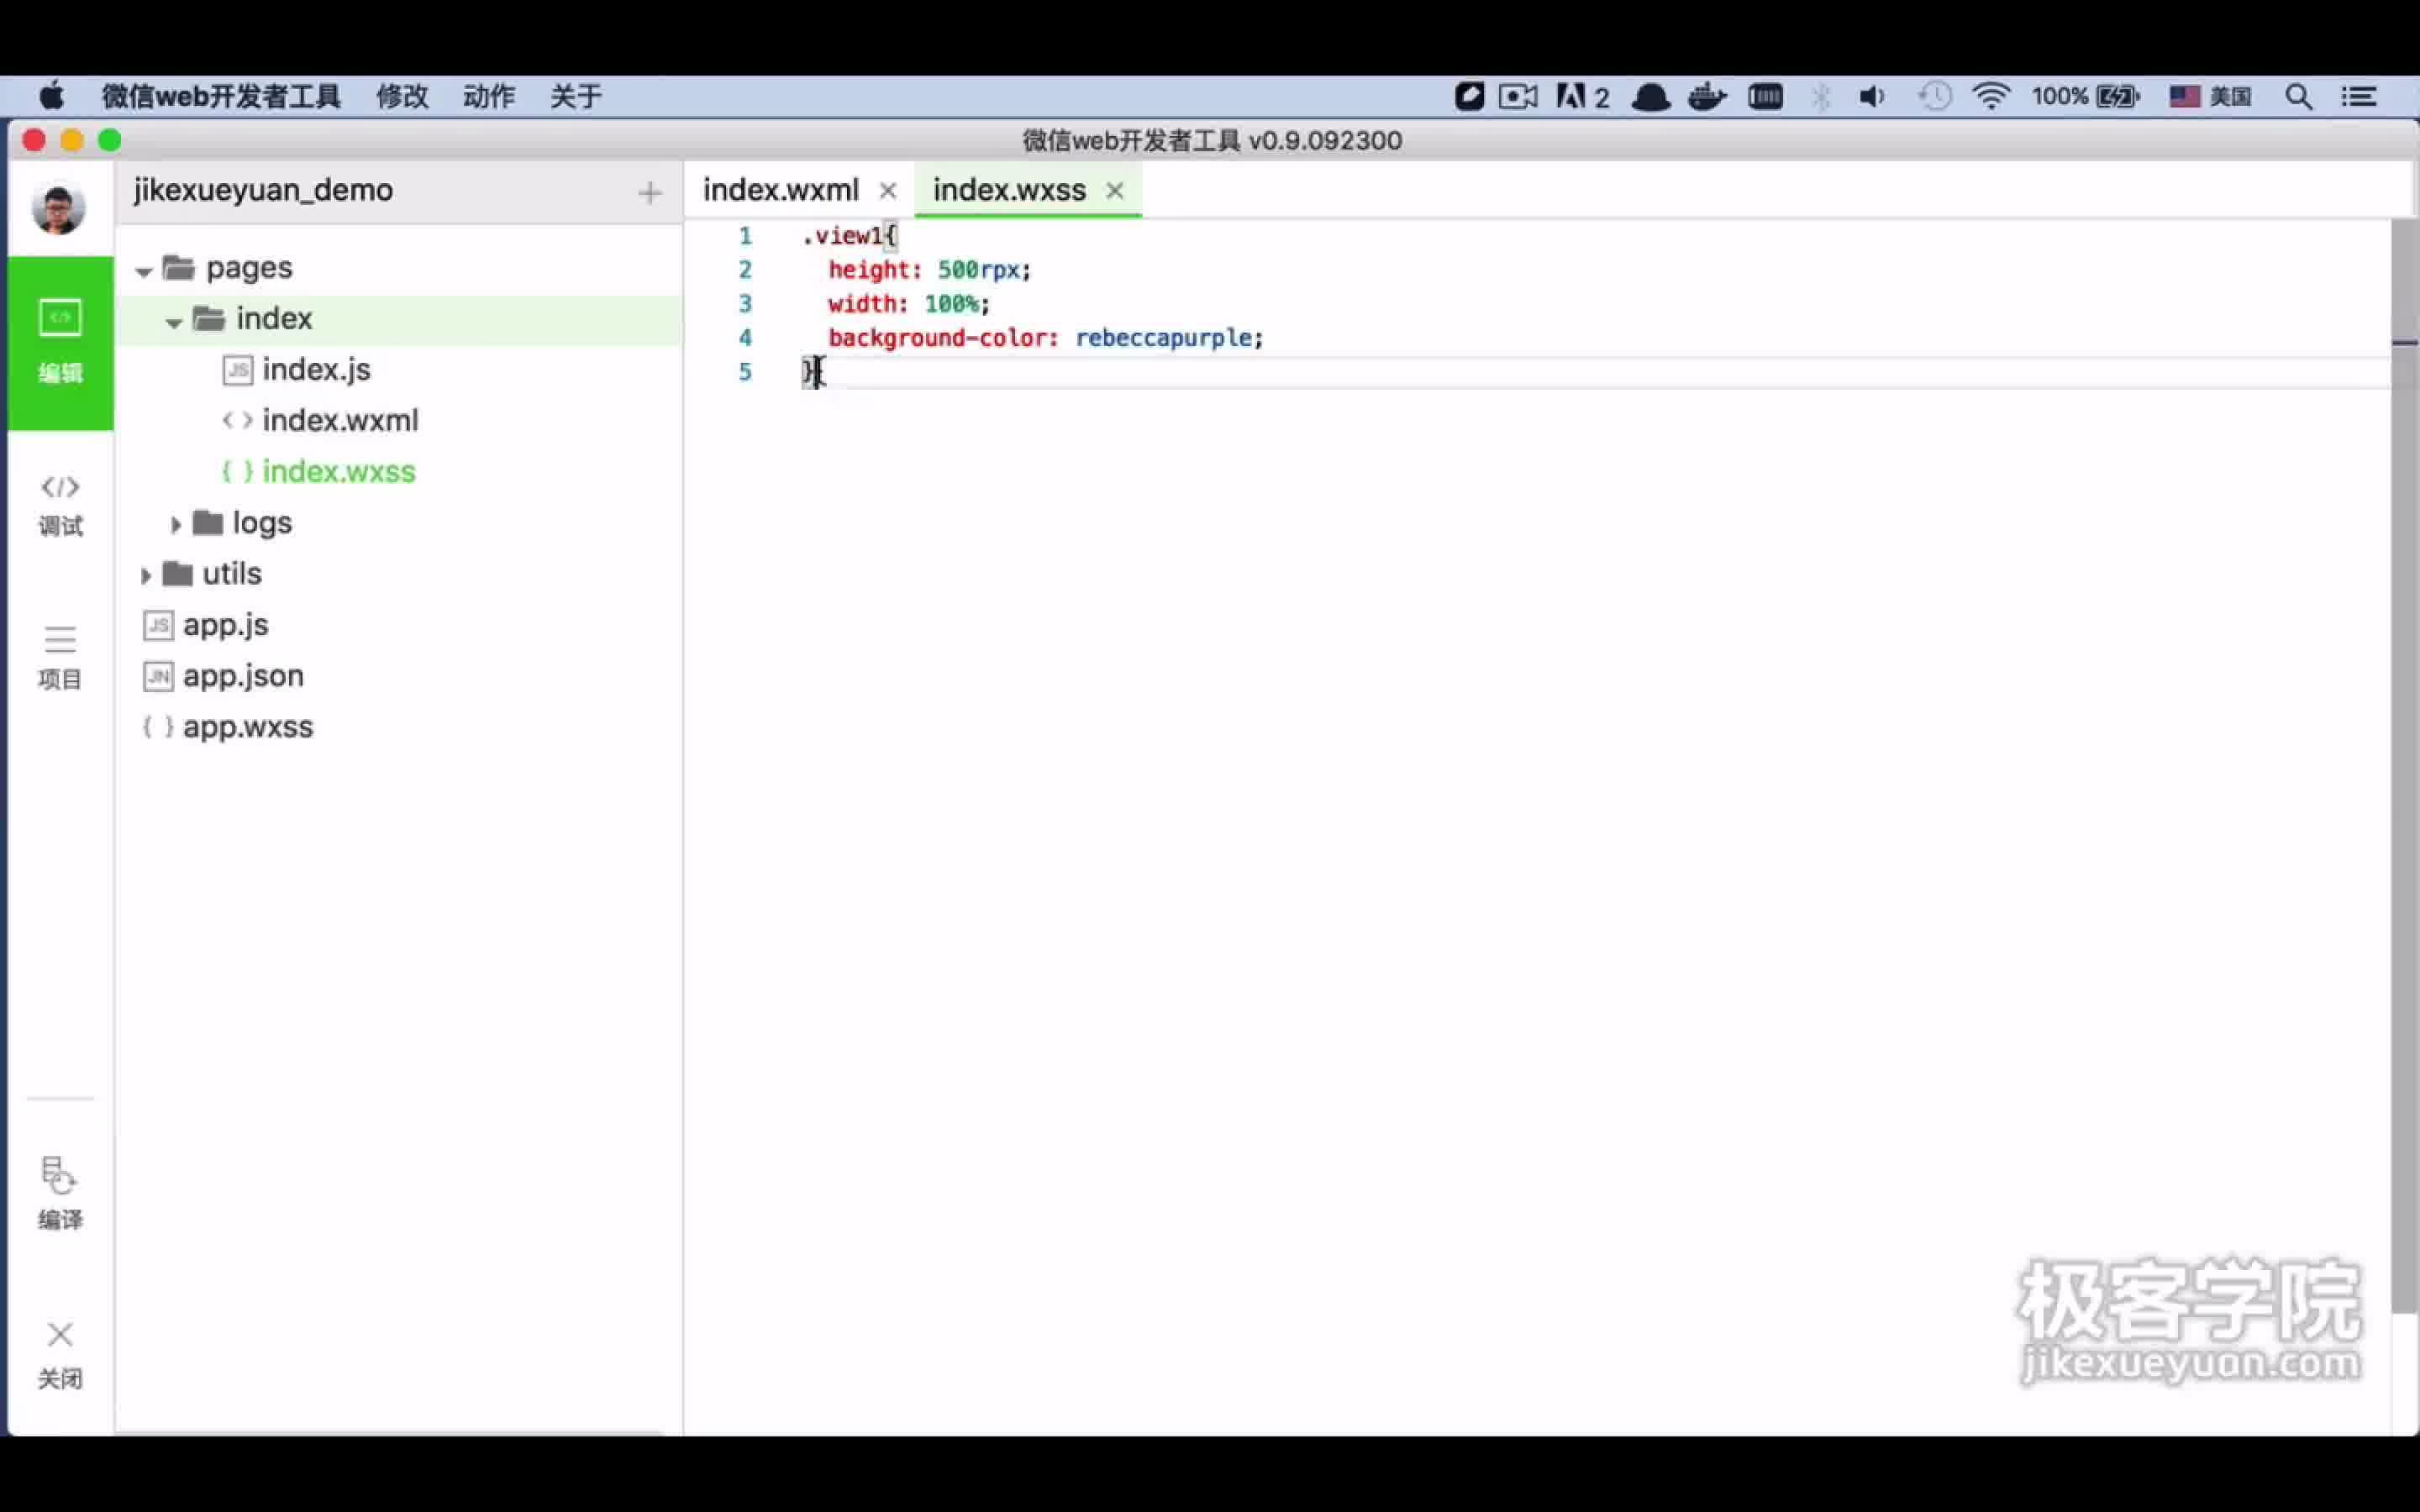 微信web开发者工具 修改 动作 关于 2 100% 美国
微信web开发者工具 v0.9.092300
jikexueyuan_demo +
index.wxml × index.wxss ×
编辑
调试
项目
编译
关闭
pages
index
JS index.js
< > index.wxml
{ } index.wxss
logs
utils
JS app.js
JN app.json
{ } app.wxss
1 .view1{
2 height: 500rpx;
3 width: 100%;
4 background-color: rebeccapurple;
5 }
极客学院
jikexueyuan.com